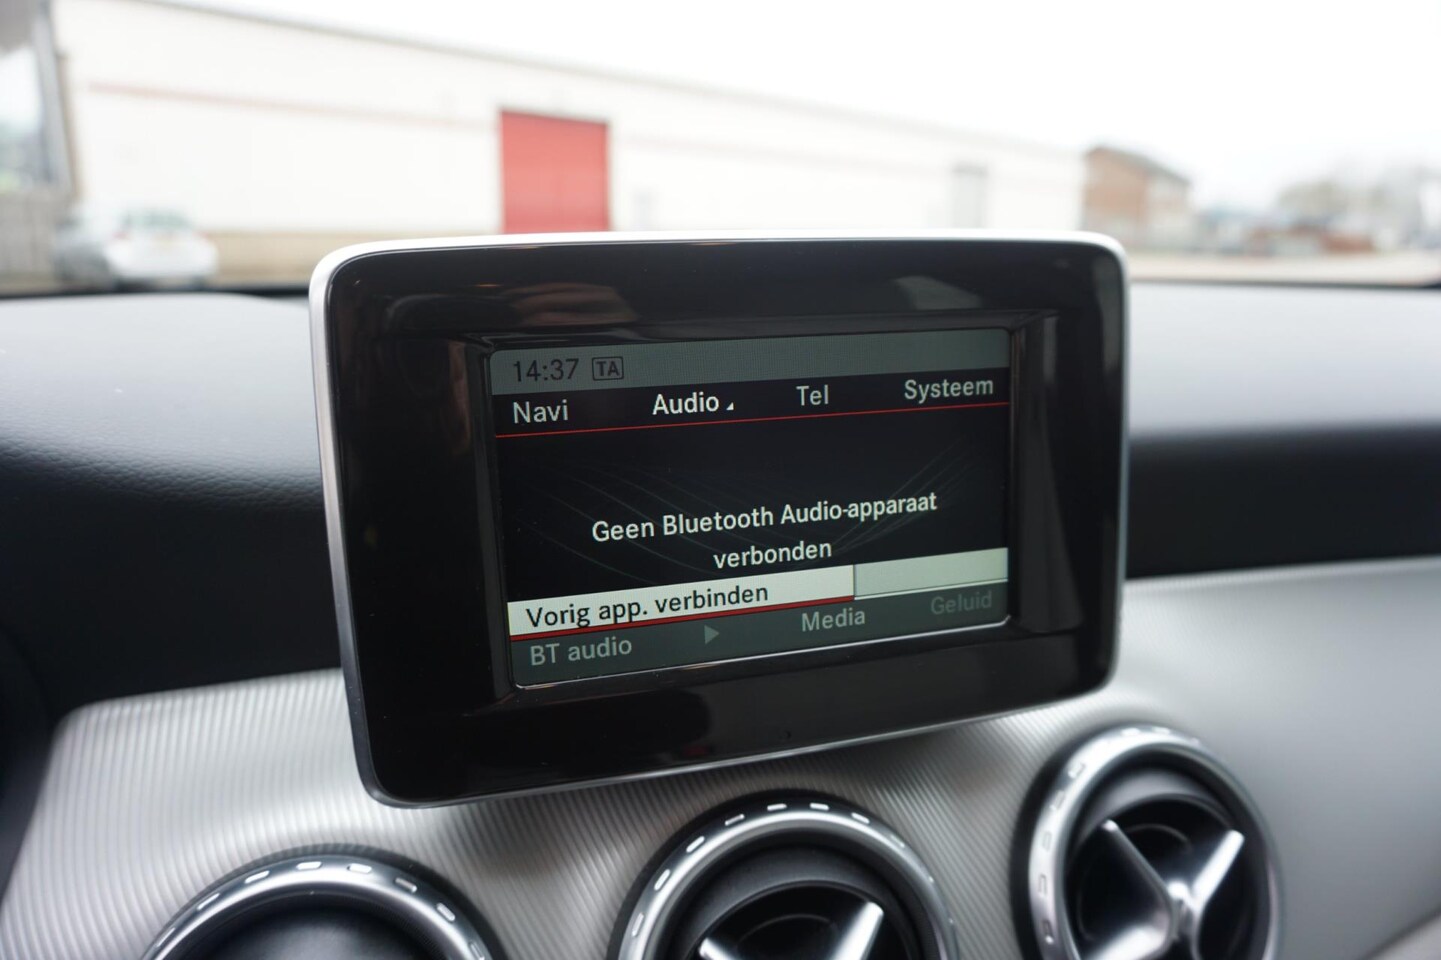 14:37 TA
Navi Audio Tel Systeem
Geen Bluetooth Audio-apparaat
verbonden
Vorig app. verbinden
BT audio Media Geluid